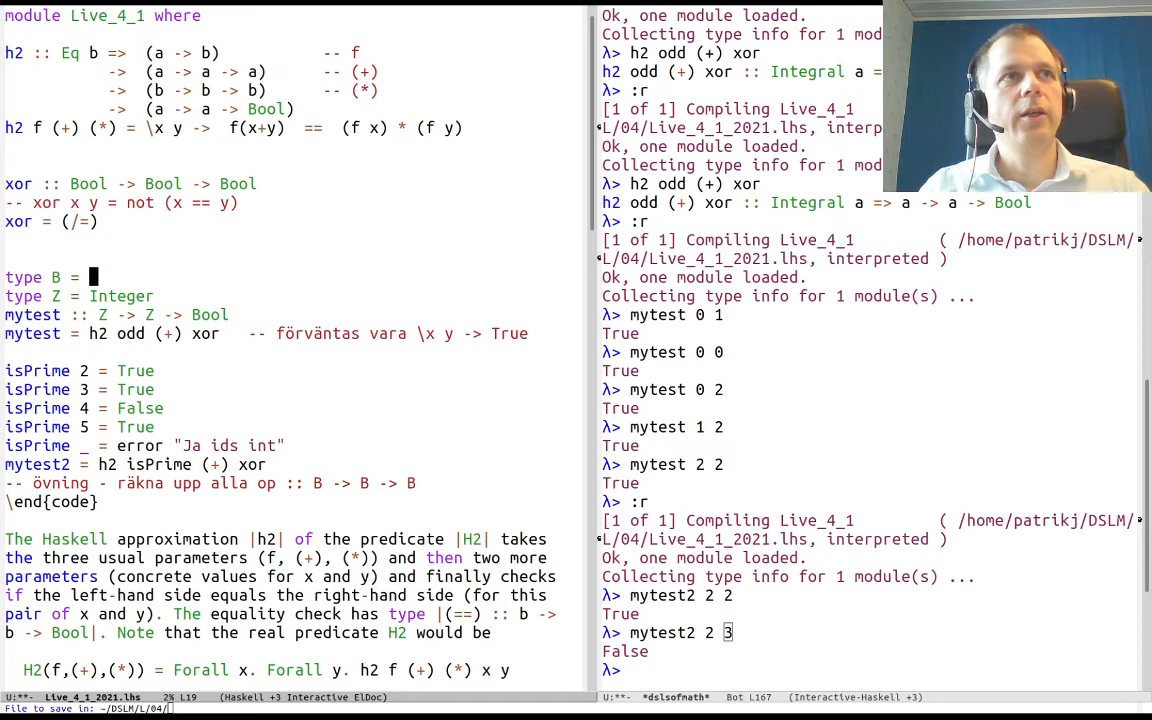 module Live_4_1 where
h2 :: Eq b => (a -> b) -- f
-> (a -> a -> a) -- (+)
-> (b -> b -> b) -- (*)
-> (a -> a -> Bool)
h2 f (+) (*) = \x y -> f(x+y) == (f x) * (f y)
xor :: Bool -> Bool -> Bool
-- xor x y = not (x == y)
xor = (/=)
type B =
type Z = Integer
mytest :: Z -> Z -> Bool
mytest = h2 odd (+) xor -- förväntas vara \x y -> True
isPrime 2 = True
isPrime 3 = True
isPrime 4 = False
isPrime 5 = True
isPrime _ = error "Ja ids int"
mytest2 = h2 isPrime (+) xor
-- övning - räkna upp alla op :: B -> B -> B
\end{code}
The Haskell approximation |h2| of the predicate |H2| takes
the three usual parameters (f, (+), (*)) and then two more
parameters (concrete values for x and y) and finally checks
if the left-hand side equals the right-hand side (for this
pair of x and y). The equality check has type |(==) :: b ->
b -> Bool|. Note that the real predicate H2 would be
H2(f,(+),(*)) = Forall x. Forall y. h2 f (+) (*) x y
U:**- Live_4_1_2021.lhs 2% L19 (Haskell +3 Interactive ElDoc)
File to save in: ~/DSLM/L/04/
Ok, one module loaded.
Collecting type info for 1 mod
λ> h2 odd (+) xor
h2 odd (+) xor :: Integral a =
λ> :r
[1 of 1] Compiling Live_4_1
L/04/Live_4_1_2021.lhs, interp
Ok, one module loaded.
Collecting type info for 1 mod
λ> h2 odd (+) xor
h2 odd (+) xor :: Integral a => a -> a -> Bool
λ> :r
[1 of 1] Compiling Live_4_1 ( /home/patrikj/DSLM/
L/04/Live_4_1_2021.lhs, interpreted )
Ok, one module loaded.
Collecting type info for 1 module(s) ...
λ> mytest 0 1
True
λ> mytest 0 0
True
λ> mytest 0 2
True
λ> mytest 1 2
True
λ> mytest 2 2
True
λ> :r
[1 of 1] Compiling Live_4_1 ( /home/patrikj/DSLM/
L/04/Live_4_1_2021.lhs, interpreted )
Ok, one module loaded.
Collecting type info for 1 module(s) ...
λ> mytest2 2 2
True
λ> mytest2 2 3
False
λ>
U:**- *dslsofmath* Bot L167 (Interactive-Haskell +3)